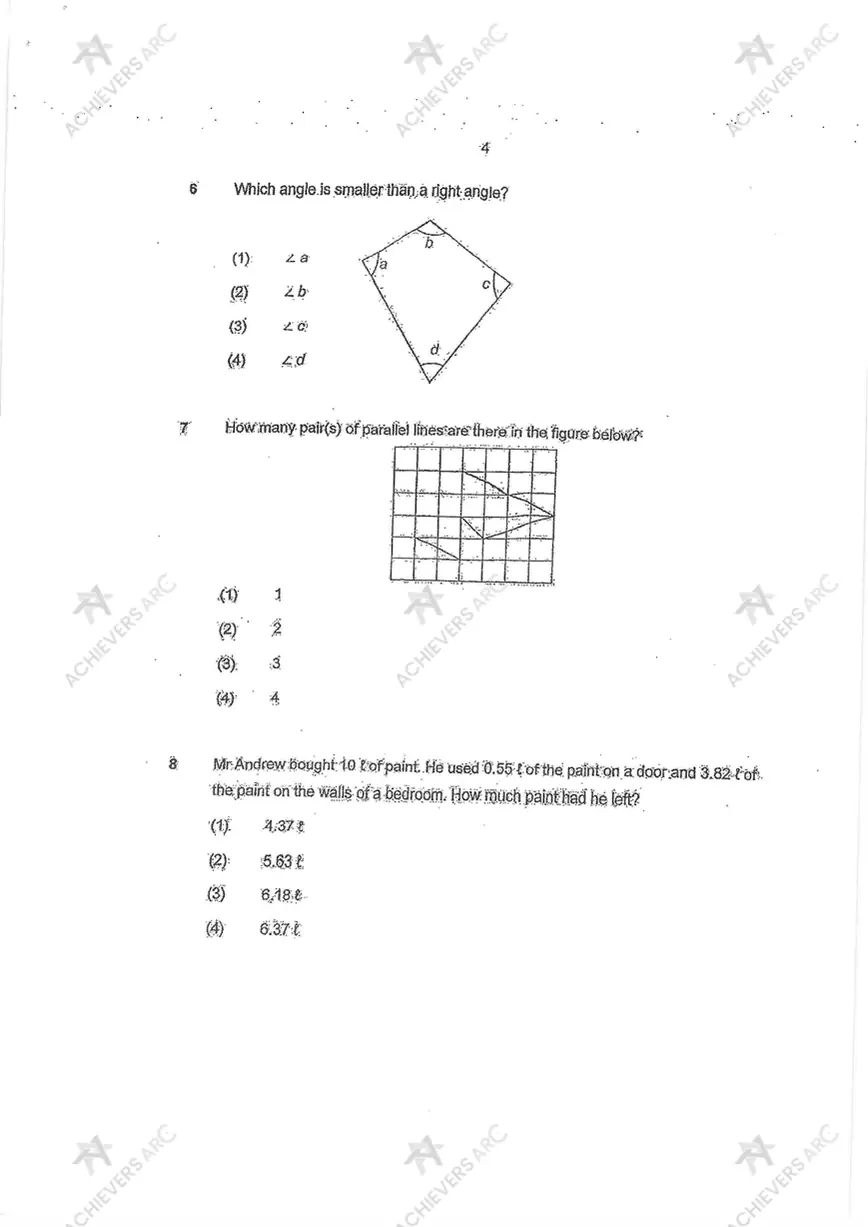 ACHIEVERS ARC
ACHIEVERS ARC
ACHIEVERS ARC
4
6 Which angle is smaller than a right angle?
(1) ∠a
(2) ∠b
(3) ∠c
(4) ∠d
a
b
c
d
7 How many pair(s) of parallel lines are there in the figure below?
(1) 1
(2) 2
(3) 3
(4) 4
ACHIEVERS ARC
ACHIEVERS ARC
ACHIEVERS ARC
8 Mr Andrew bought 10 ℓ of paint. He used 0.55 ℓ of the paint on a door and 3.82 ℓ of
the paint on the walls of a bedroom. How much paint had he left?
(1) 4.37 ℓ
(2) 5.63 ℓ
(3) 6.18 ℓ
(4) 6.37 ℓ
ACHIEVERS ARC
ACHIEVERS ARC
ACHIEVERS ARC